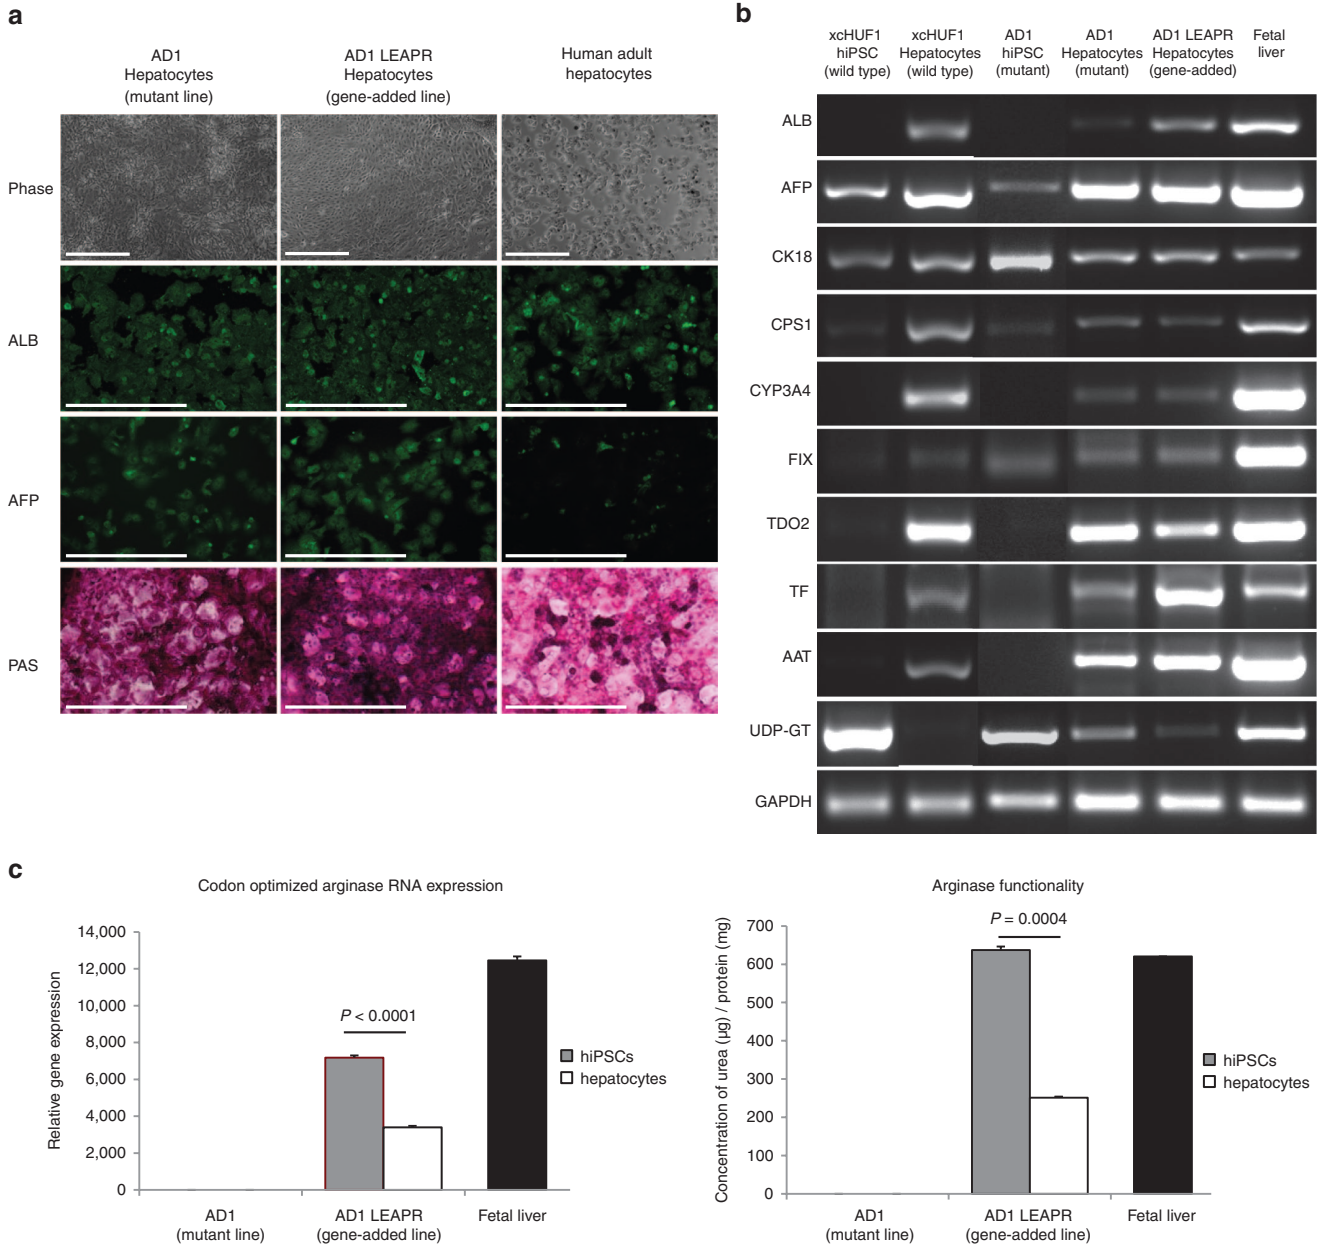 a
AD1
Hepatocytes
(mutant line)
AD1 LEAPR
Hepatocytes
(gene-added line)
Human adult
hepatocytes
Phase
ALB
AFP
PAS
b
xcHUF1
hiPSC
(wild type)
xcHUF1
Hepatocytes
(wild type)
AD1
hiPSC
(mutant)
AD1
Hepatocytes
(mutant)
AD1 LEAPR
Hepatocytes
(gene-added)
Fetal
liver
ALB
AFP
CK18
CPS1
CYP3A4
FIX
TDO2
TF
AAT
UDP-GT
GAPDH
c
Codon optimized arginase RNA expression
Relative gene expression
14,000
12,000
10,000
8,000
6,000
4,000
2,000
0
P < 0.0001
hiPSCs
hepatocytes
AD1
(mutant line)
AD1 LEAPR
(gene-added line)
Fetal liver
Arginase functionality
Concentration of urea (µg) / protein (mg)
700
600
500
400
300
200
100
0
P = 0.0004
hiPSCs
hepatocytes
AD1
(mutant line)
AD1 LEAPR
(gene-added line)
Fetal liver